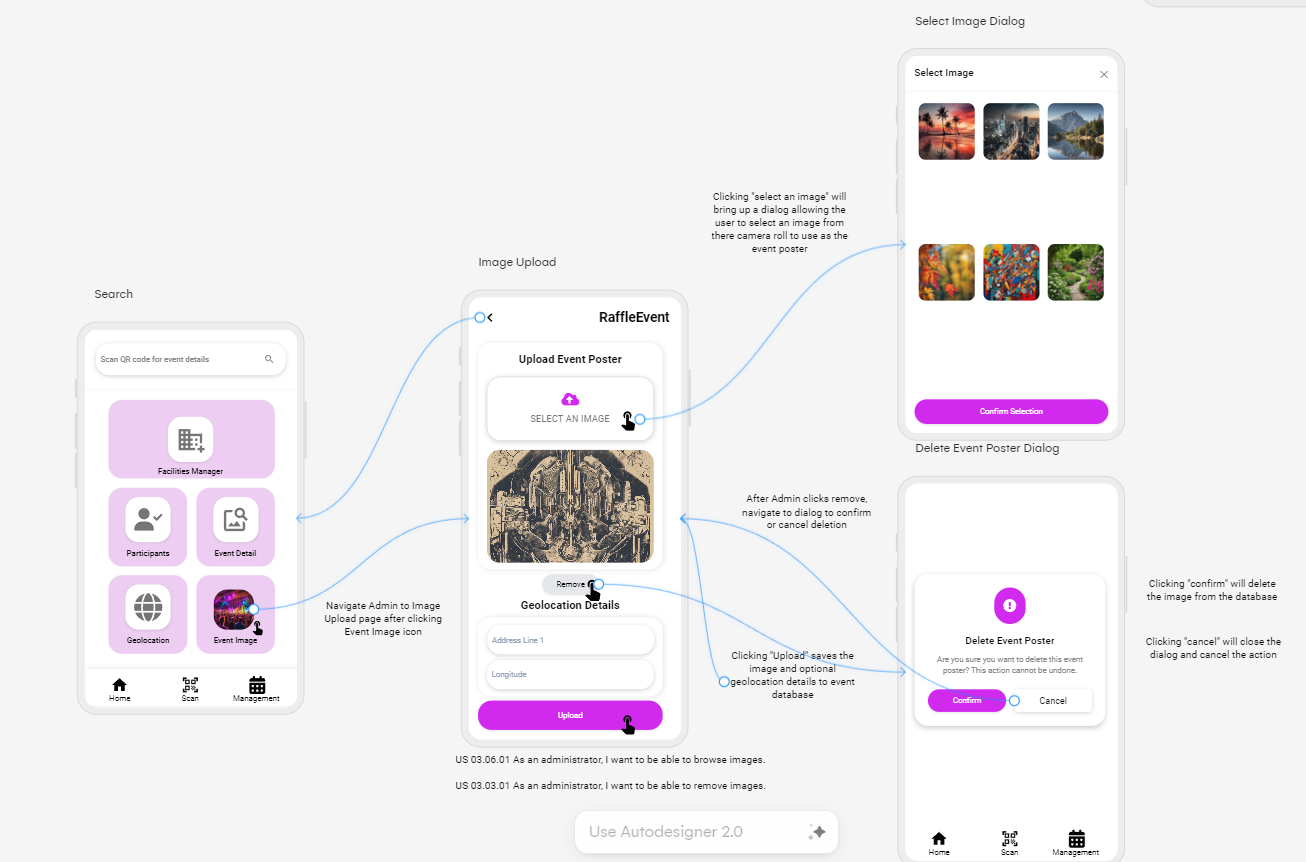 Select Image Dialog
Select Image
Clicking "select an image" will
bring up a dialog allowing the
user to select an image from
there camera roll to use as the
event poster
Confirm Selection
Image Upload
RaffleEvent
Upload Event Poster
SELECT AN IMAGE
Remove
Geolocation Details
Address Line 1
Longitude
Upload
US 03.06.01 As an administrator, I want to be able to browse images.
US 03.03.01 As an administrator, I want to be able to remove images.
Search
Scan QR code for event details
Facilities Manager
Participants
Event Detail
Geolocation
Event Image
Home
Scan
Management
Navigate Admin to Image
Upload page after clicking
Event Image icon
After Admin clicks remove,
navigate to dialog to confirm
or cancel deletion
Clicking "Upload" saves the
image and optional
geolocation details to event
database
Delete Event Poster Dialog
Delete Event Poster
Are you sure you want to delete this event
poster? This action cannot be undone.
Confirm
Cancel
Home
Scan
Management
Clicking "confirm" will delete
the image from the database
Clicking "cancel" will close the
dialog and cancel the action
Use Autodesigner 2.0